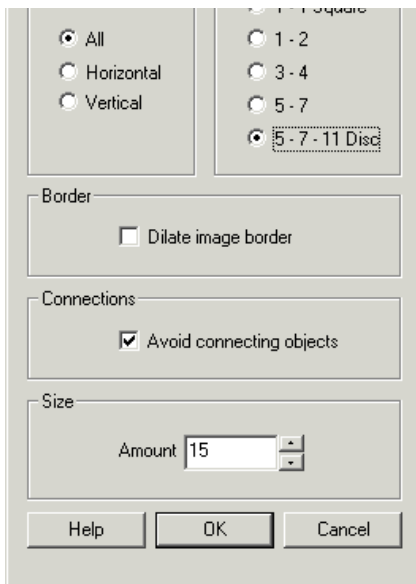 All
Horizontal
Vertical
1 - 2
3 - 4
5 - 7
5 - 7 - 11 Disc
Border
Dilate image border
Connections
Avoid connecting objects
Size
Amount 15
Help OK Cancel